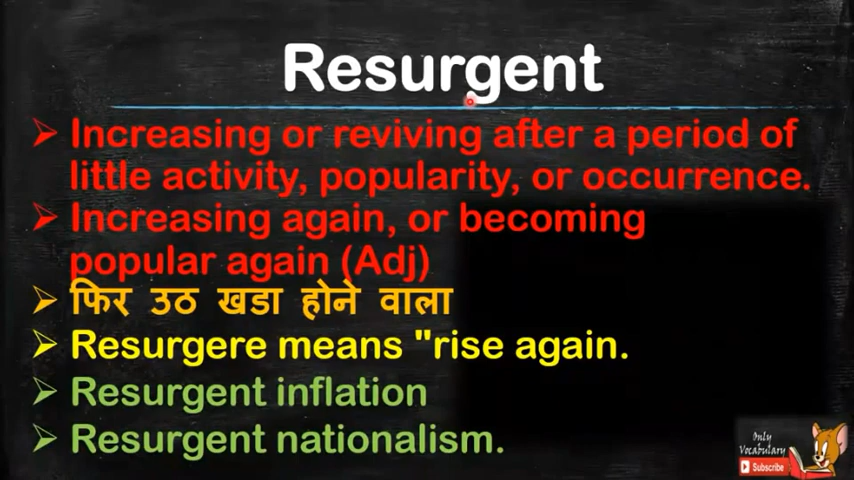 Resurgent
➤ Increasing or reviving after a period of
little activity, popularity, or occurrence.
➤ Increasing again, or becoming
popular again (Adj)
➤ फिर उठ खडा होने वाला
➤ Resurgere means "rise again.
➤ Resurgent inflation
➤ Resurgent nationalism.
Only
Vocabulary
Subscribe